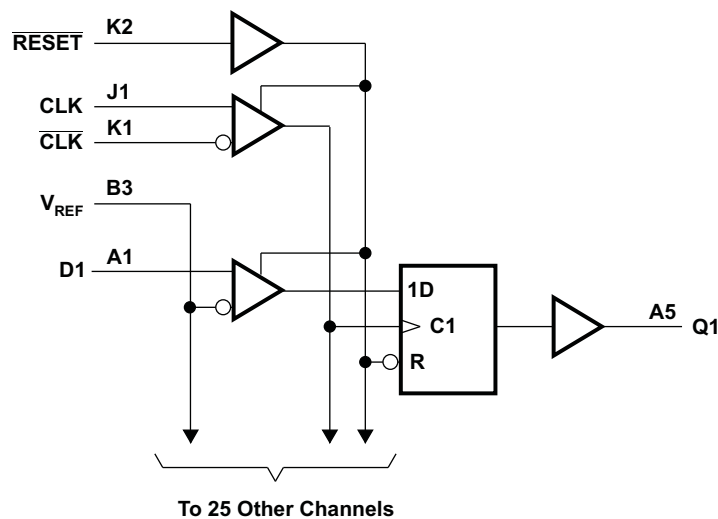 RESET K2
CLK J1
CLK K1
VREF B3
D1 A1
1D
C1
R
A5 Q1
To 25 Other Channels